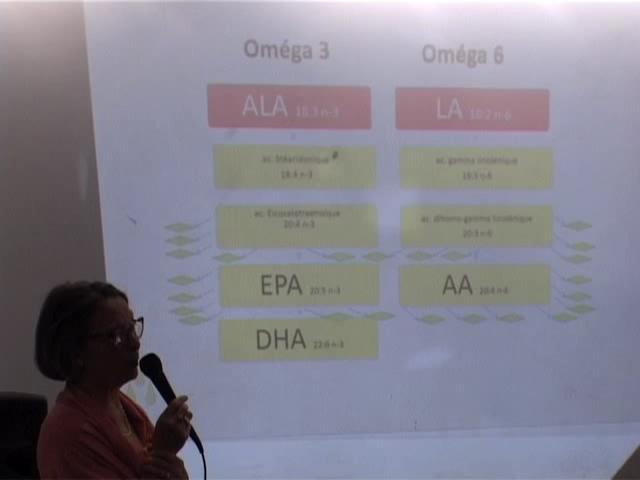 Oméga 3
Oméga 6
ALA 18:3 n-3
LA 18:2 n-6
ac. Stéaridonique
18:4 n-3
ac. gamma linolénique
18:3 n-6
ac. Eicosatétraénoïque
20:4 n-3
ac. dihomo-gamma linolénique
20:3 n-6
EPA 20:5 n-3
AA 20:4 n-6
DHA 22:6 n-3